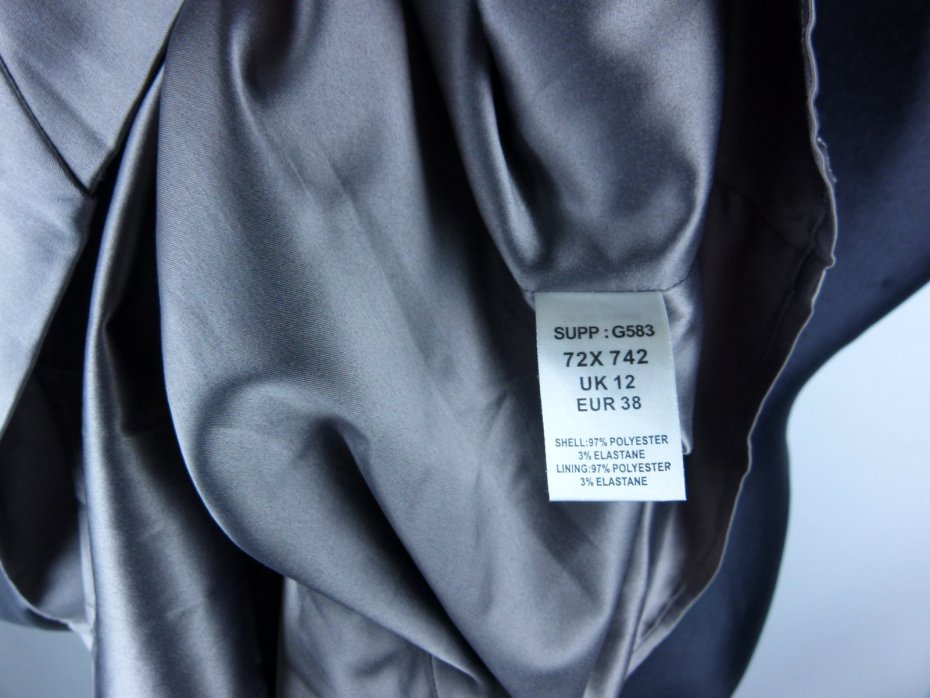 SUPP : G583
72X 742
UK 12
EUR 38
SHELL:97% POLYESTER
3% ELASTANE
LINING:97% POLYESTER
3% ELASTANE